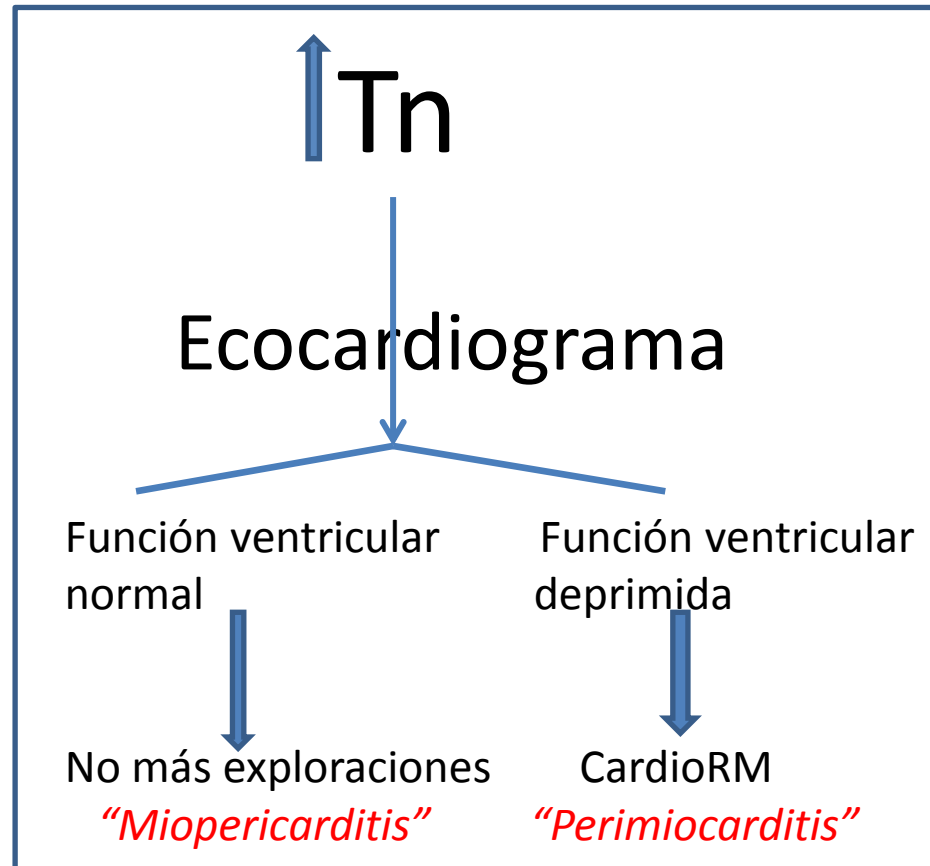 Tn
Ecocardiograma
Función ventricular
normal
Función ventricular
deprimida
No más exploraciones
“Miopericarditis”
CardioRM
“Perimiocarditis”